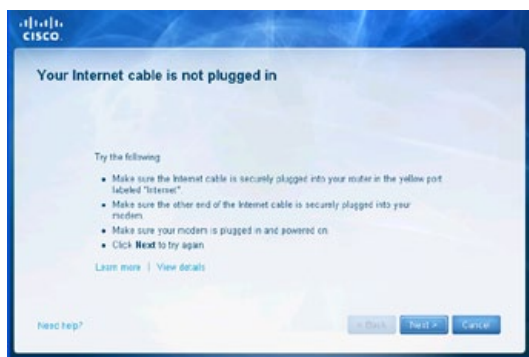 CISCO
Your Internet cable is not plugged in
Try the following:
• Make sure the Internet cable is securely plugged into your router in the yellow port
labeled "Internet".
• Make sure the other end of the Internet cable is securely plugged into your
modem.
• Make sure your modem is plugged in and powered on.
• Click Next to try again
Learn more | View details
Need help?
< Back
Next >
Cancel